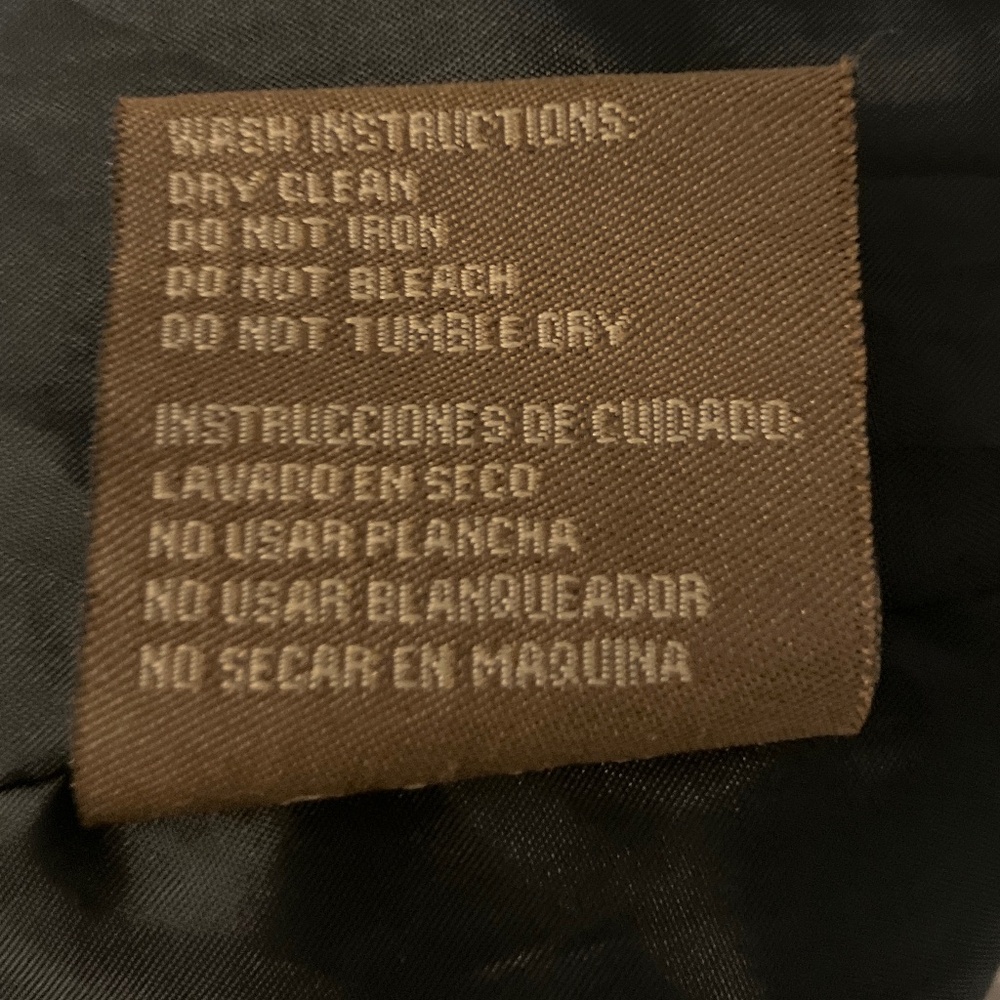 WASH INSTRUCTIONS:
DRY CLEAN
DO NOT IRON
DO NOT BLEACH
DO NOT TUMBLE DRY
INSTRUCCIONES DE CUIDADO:
LAVADO EN SECO
NO USAR PLANCHA
NO USAR BLANQUEADOR
NO SECAR EN MAQUINA